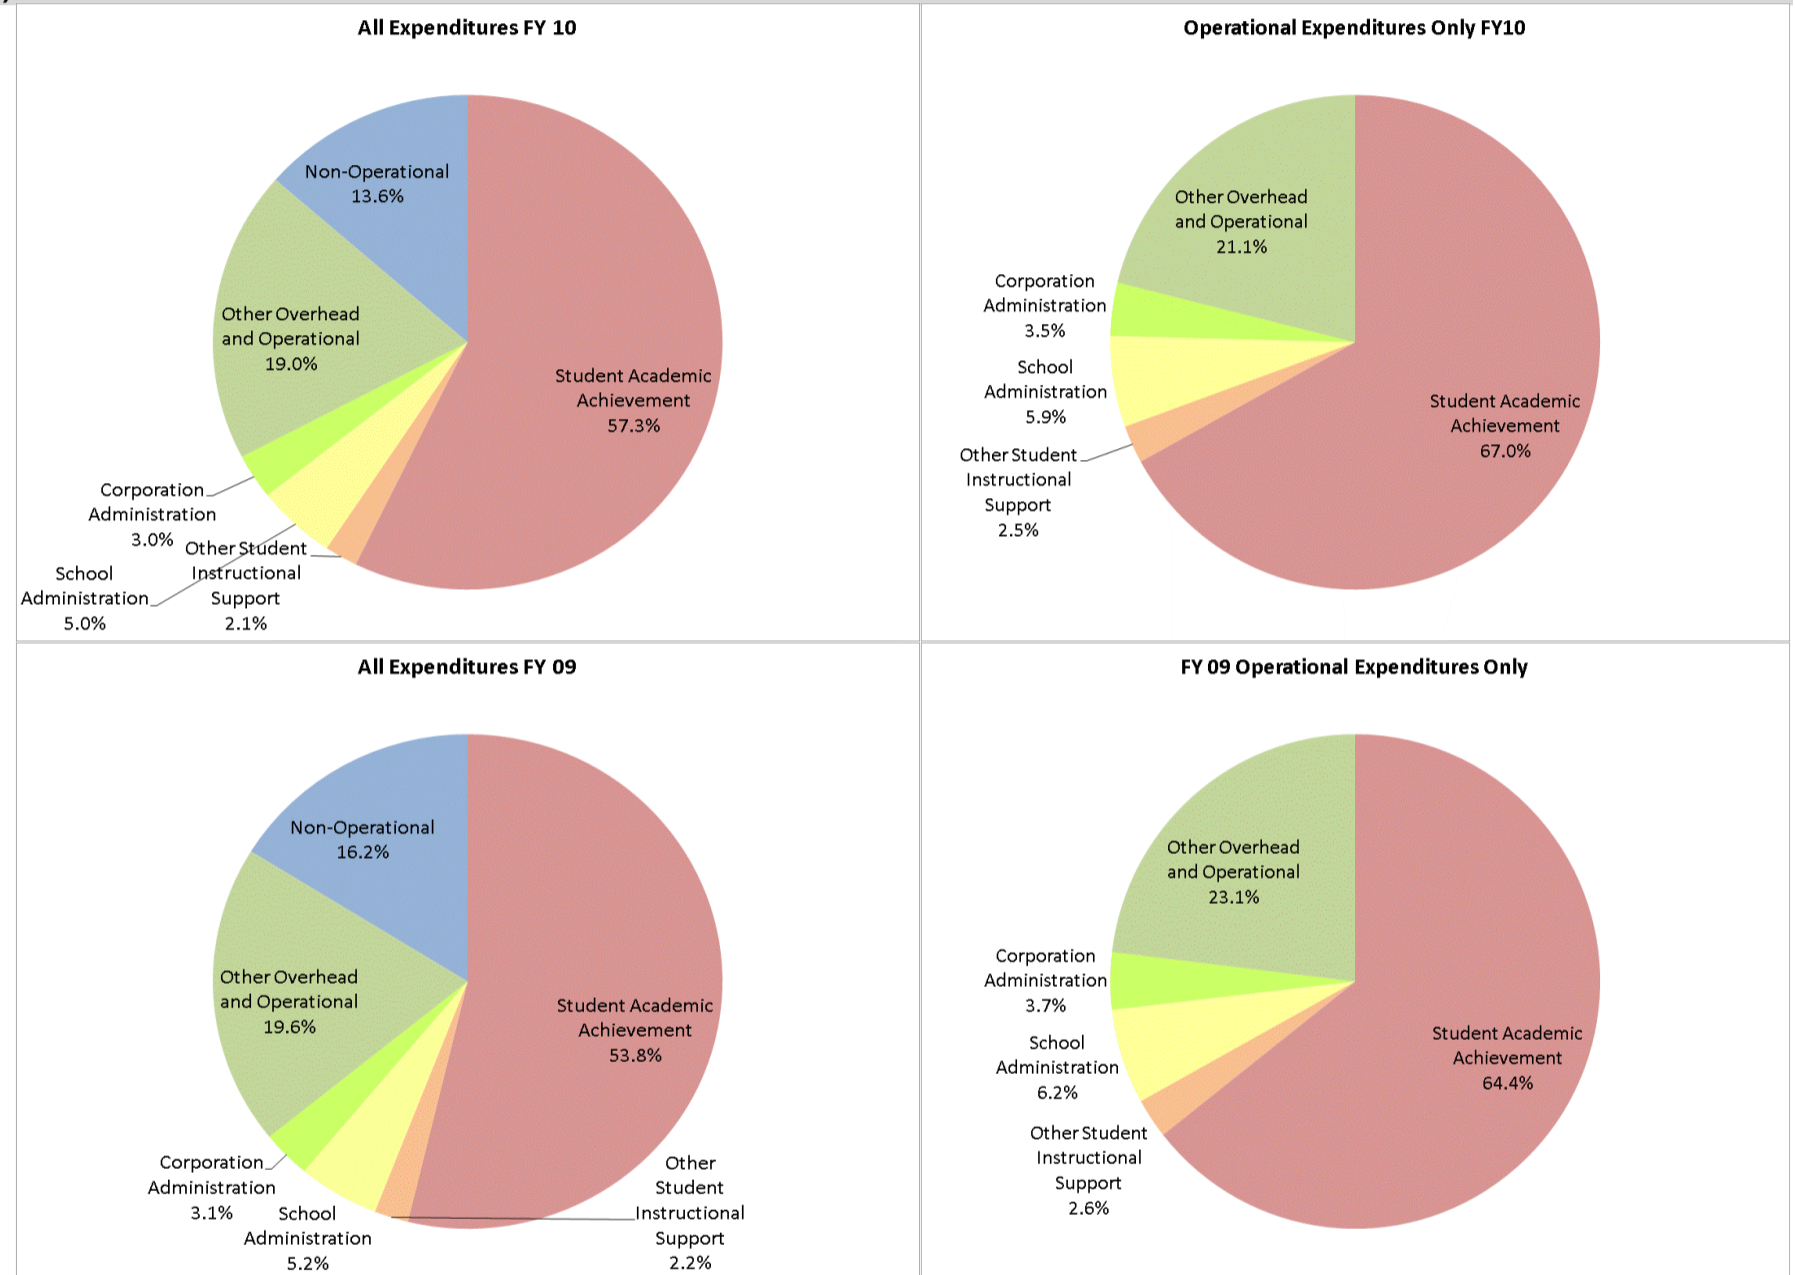 All Expenditures FY 10
Non-Operational
13.6%
Other Overhead
and Operational
19.0%
Student Academic
Achievement
57.3%
Corporation
Administration
3.0%
School
Administration
5.0%
Other Student
Instructional
Support
2.1%
Operational Expenditures Only FY10
Other Overhead
and Operational
21.1%
Corporation
Administration
3.5%
School
Administration
5.9%
Other Student
Instructional
Support
2.5%
Student Academic
Achievement
67.0%
All Expenditures FY 09
Non-Operational
16.2%
Other Overhead
and Operational
19.6%
Student Academic
Achievement
53.8%
Corporation
Administration
3.1%
School
Administration
5.2%
Other
Student
Instructional
Support
2.2%
FY 09 Operational Expenditures Only
Other Overhead
and Operational
23.1%
Corporation
Administration
3.7%
School
Administration
6.2%
Other Student
Instructional
Support
2.6%
Student Academic
Achievement
64.4%